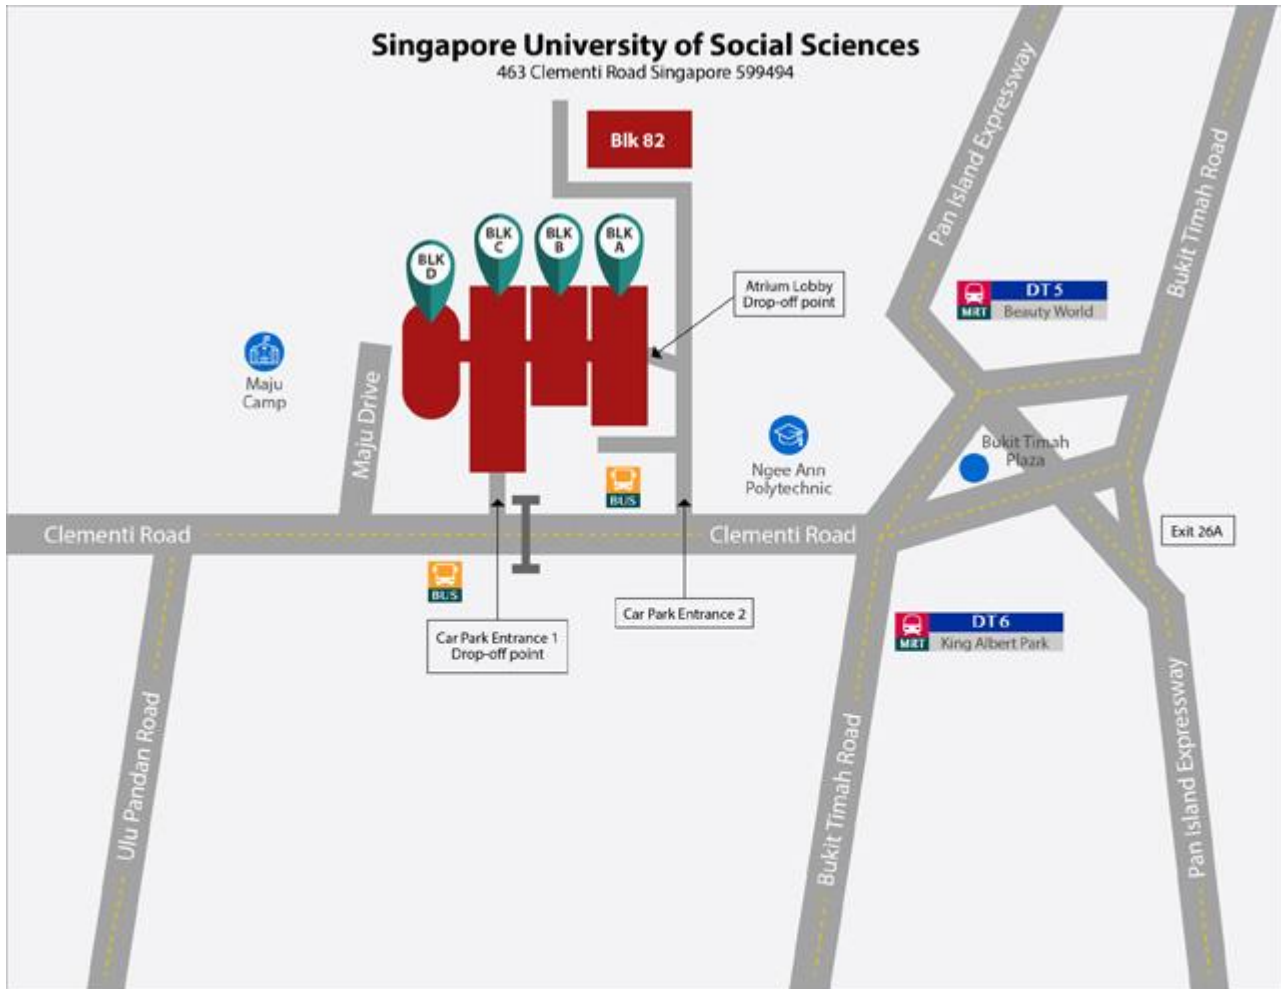 Singapore University of Social Sciences
463 Clementi Road Singapore 599494
Blk 82
BLK
D
BLK
C
BLK
B
BLK
A
Atrium Lobby
Drop-off point
Pan Island Expressway
Bukit Timah Road
MRT
DT 5
Beauty World
Maju
Camp
Maju Drive
Ngee Ann
Polytechnic
Bukit Timah
Plaza
BUS
Clementi Road
Clementi Road
Exit 26A
BUS
Car Park Entrance 1
Drop-off point
Car Park Entrance 2
MRT
DT 6
King Albert Park
Ulu Pandan Road
Bukit Timah Road
Pan Island Expressway